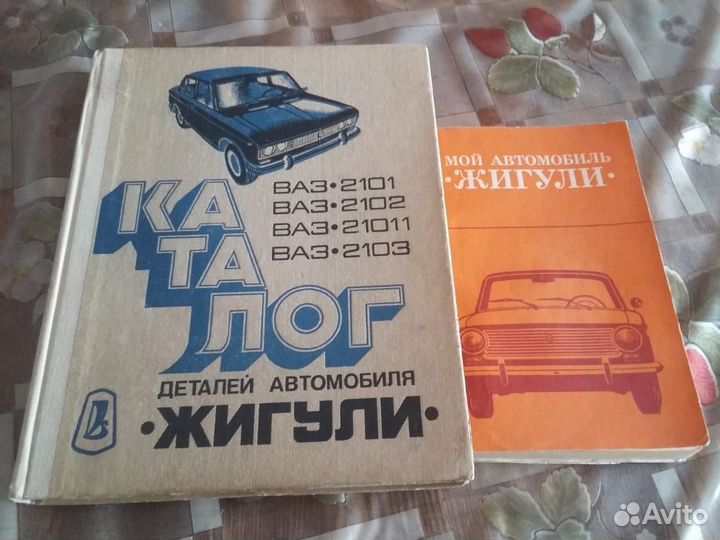 ВАЗ•2101
ВАЗ•2102
ВАЗ•21011
ВАЗ•2103
КА
ТА
ЛОГ
ДЕТАЛЕЙ АВТОМОБИЛЯ
•ЖИГУЛИ•
МОЙ АВТОМОБИЛЬ
•ЖИГУЛИ•
Avito